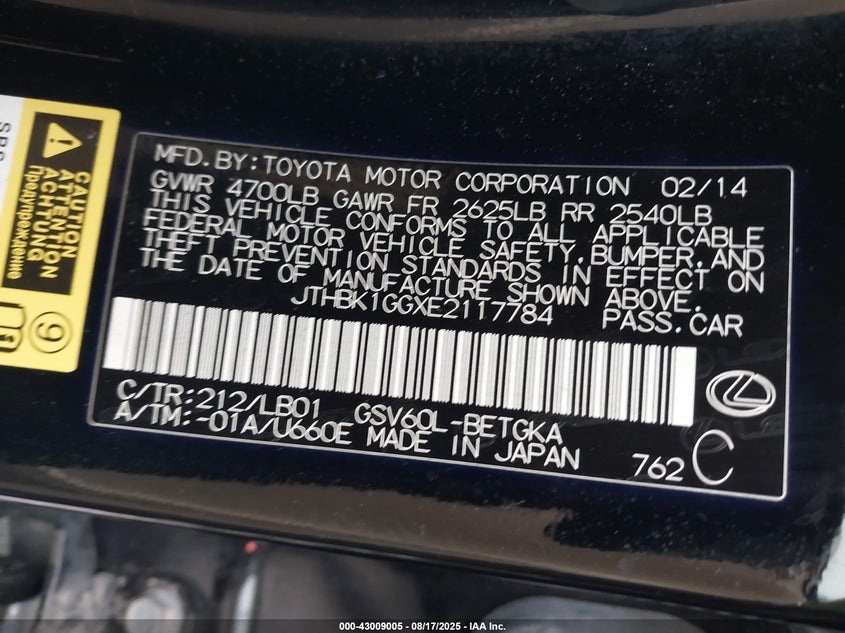 MFD.BY:TOYOTA MOTOR CORPORATION 02/14
GVWR 4700LB GAWR FR 2625LB RR 2540LB
THIS VEHICLE CONFORMS TO ALL APPLICABLE
FEDERAL MOTOR VEHICLE SAFETY,BUMPER,AND
THEFT PREVENTION STANDARDS IN EFFECT ON
THE DATE OF MANUFACTURE SHOWN ABOVE.
JTHBK1GGXE2117784 PASS.CAR
C/TR:212/LB01 GSV60L-BETGKA
A/TM:-01A/U660E MADE IN JAPAN
762 C
CAUTION
ATTENTION
ACHTUNG
Предупреждение
9
000-43009005 - 08/17/2025 - IAA Inc.